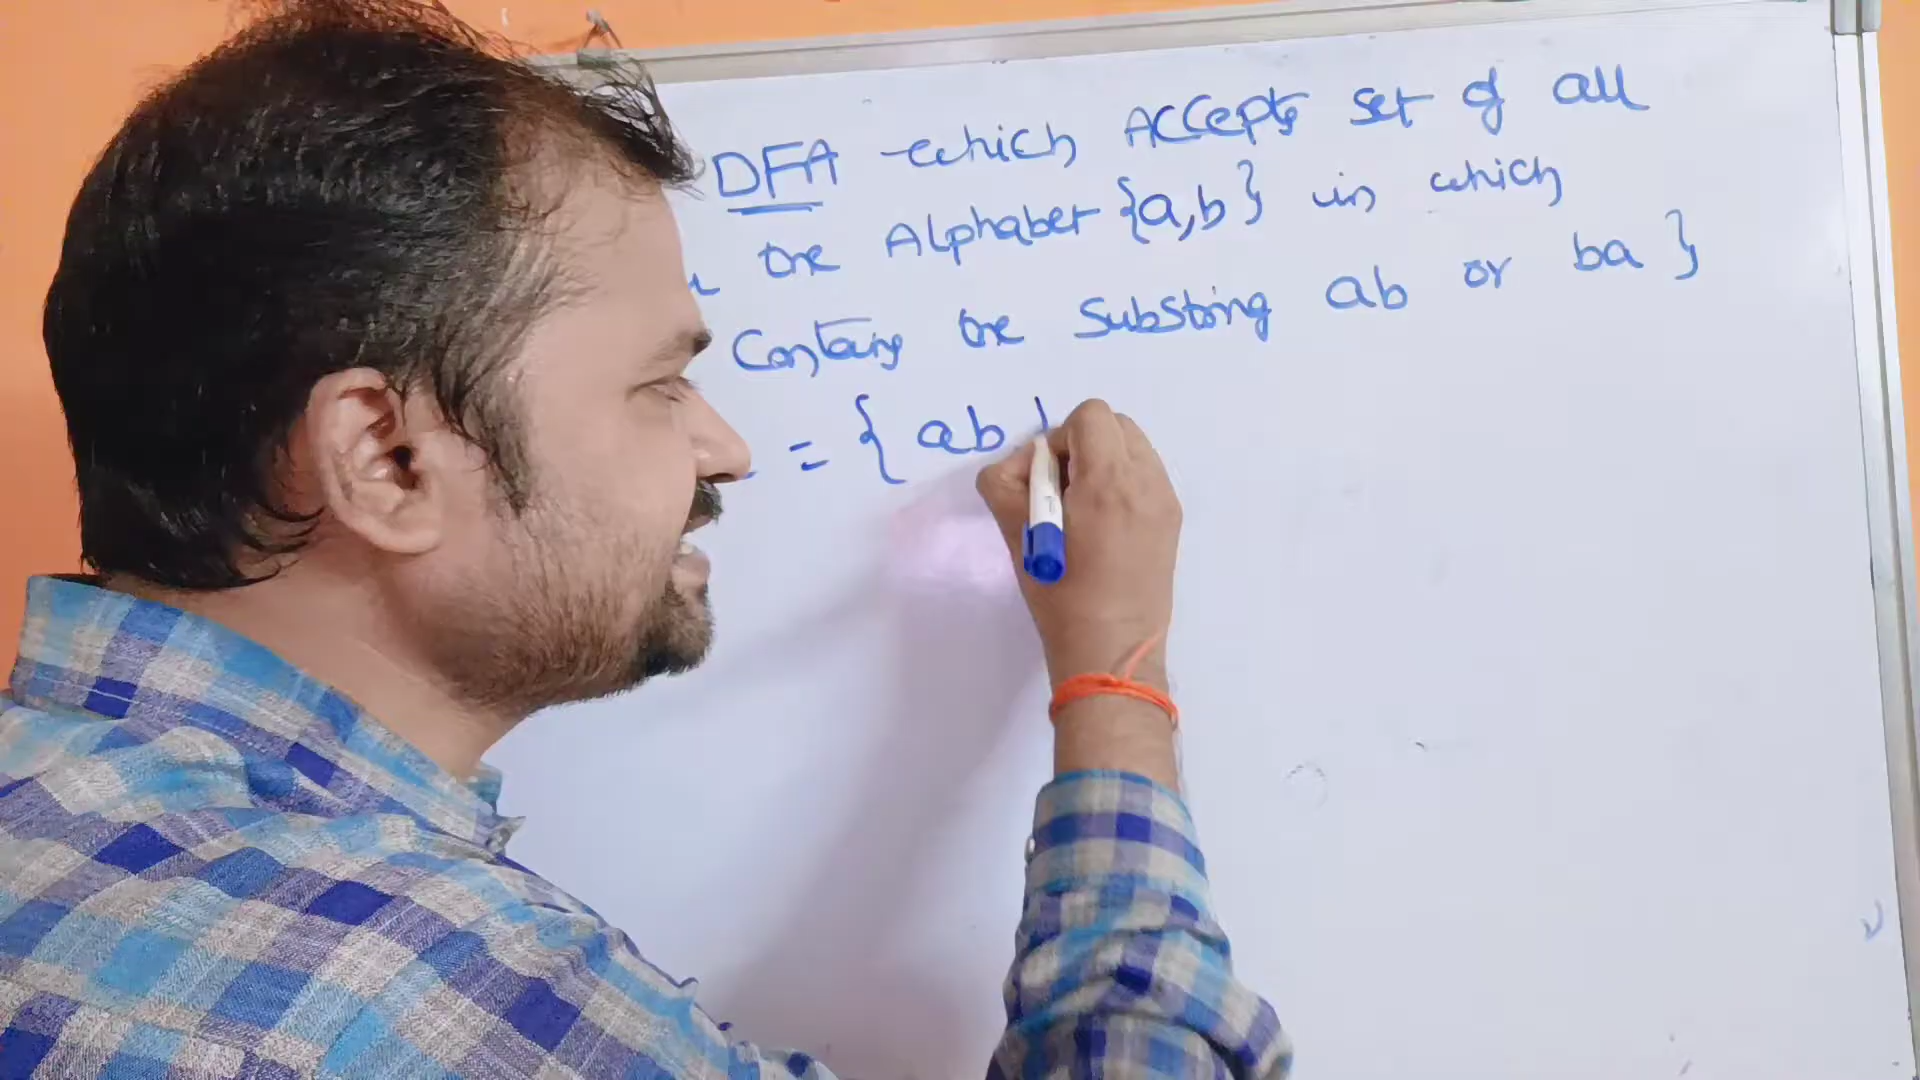 DFA which Accepts set of all
the Alphabet {a,b} in which
Contains the Substring ab or ba }
= { ab